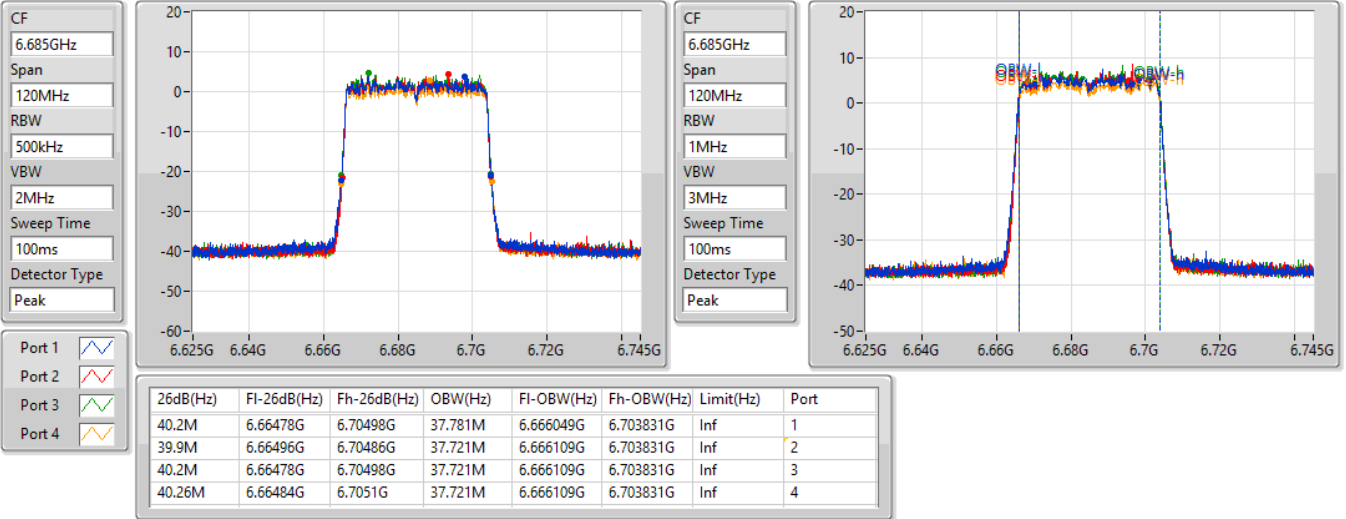 CF
6.685GHz
Span
120MHz
RBW
500kHz
VBW
2MHz
Sweep Time
100ms
Detector Type
Peak
20
10
0
-10
-20
-30
-40
-50
-60
6.625G 6.64G 6.66G 6.68G 6.7G 6.72G 6.745G
CF
6.685GHz
Span
120MHz
RBW
1MHz
VBW
3MHz
Sweep Time
100ms
Detector Type
Peak
20
10
0
-10
-20
-30
-40
-50
OBW-l OBW-h
6.625G 6.64G 6.66G 6.68G 6.7G 6.72G 6.745G
Port 1
Port 2
Port 3
Port 4
26dB(Hz) Fl-26dB(Hz) Fh-26dB(Hz) OBW(Hz) Fl-OBW(Hz) Fh-OBW(Hz) Limit(Hz) Port
40.2M 6.66478G 6.70498G 37.781M 6.666049G 6.703831G Inf 1
39.9M 6.66496G 6.70486G 37.721M 6.666109G 6.703831G Inf 2
40.2M 6.66478G 6.70498G 37.721M 6.666109G 6.703831G Inf 3
40.26M 6.66484G 6.7051G 37.721M 6.666109G 6.703831G Inf 4